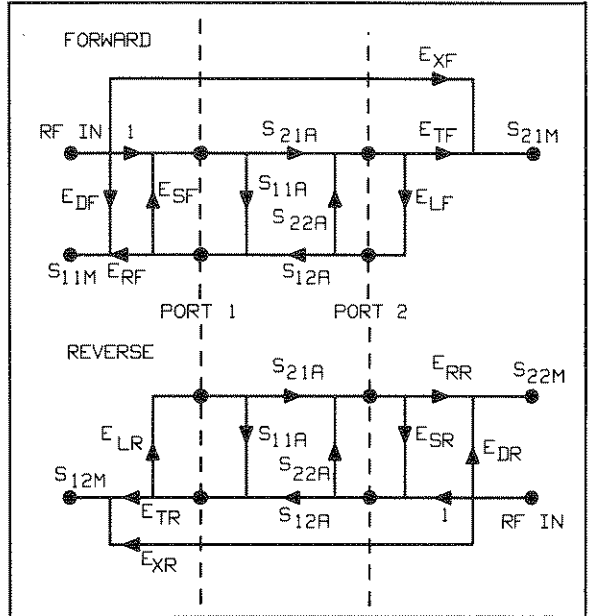 FORWARD
E_XF
RF IN 1
S_21A
E_TF
S_21M
E_DF
E_SF
S_11A
S_22A
E_LF
S_11M
E_RF
S_12A
PORT 1
PORT 2
REVERSE
S_21A
E_RR
S_22M
E_LR
S_11A
S_22A
E_SR
E_DR
S_12M
E_TR
S_12A
1
RF IN
E_XR